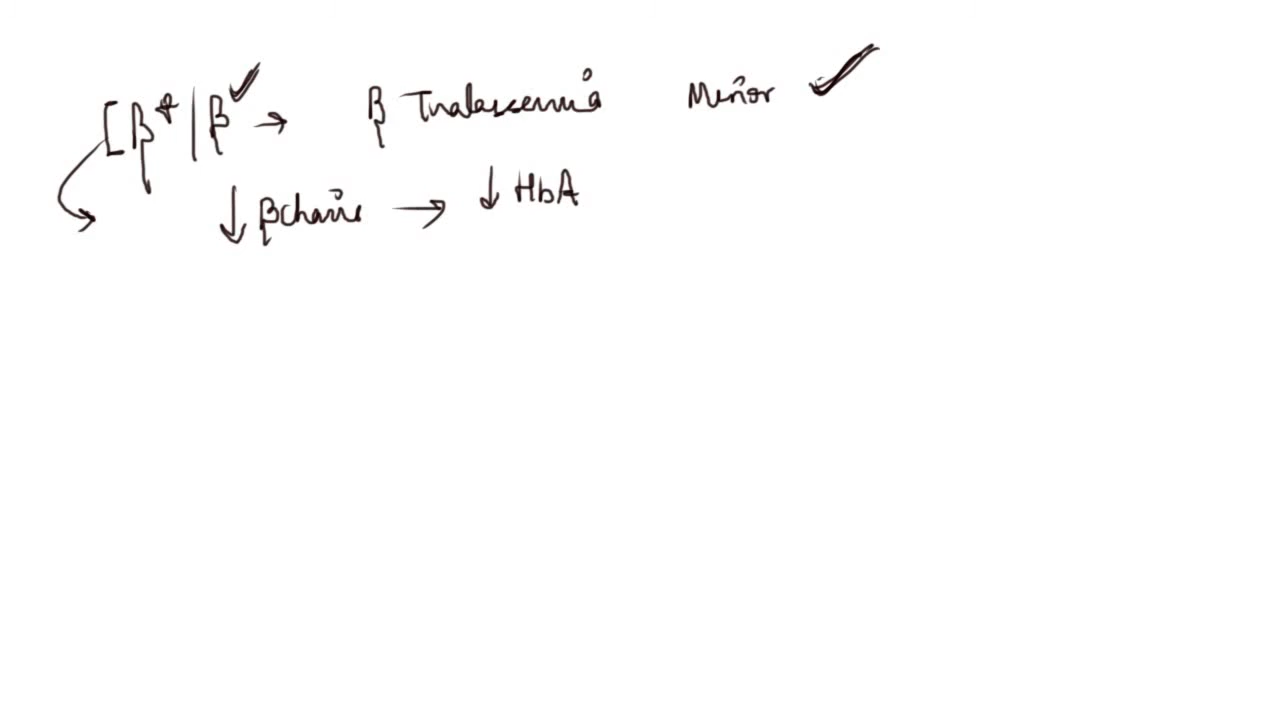 [β⁺|β ✓ → β Thalassemia Minor ✓
↓ β chain → ↓ HbA